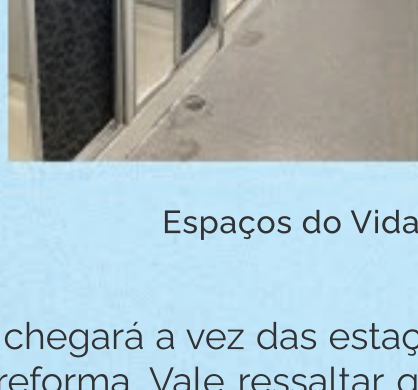 Espaços do Vida
chegará a vez das estaç
reforma. Vale ressaltar